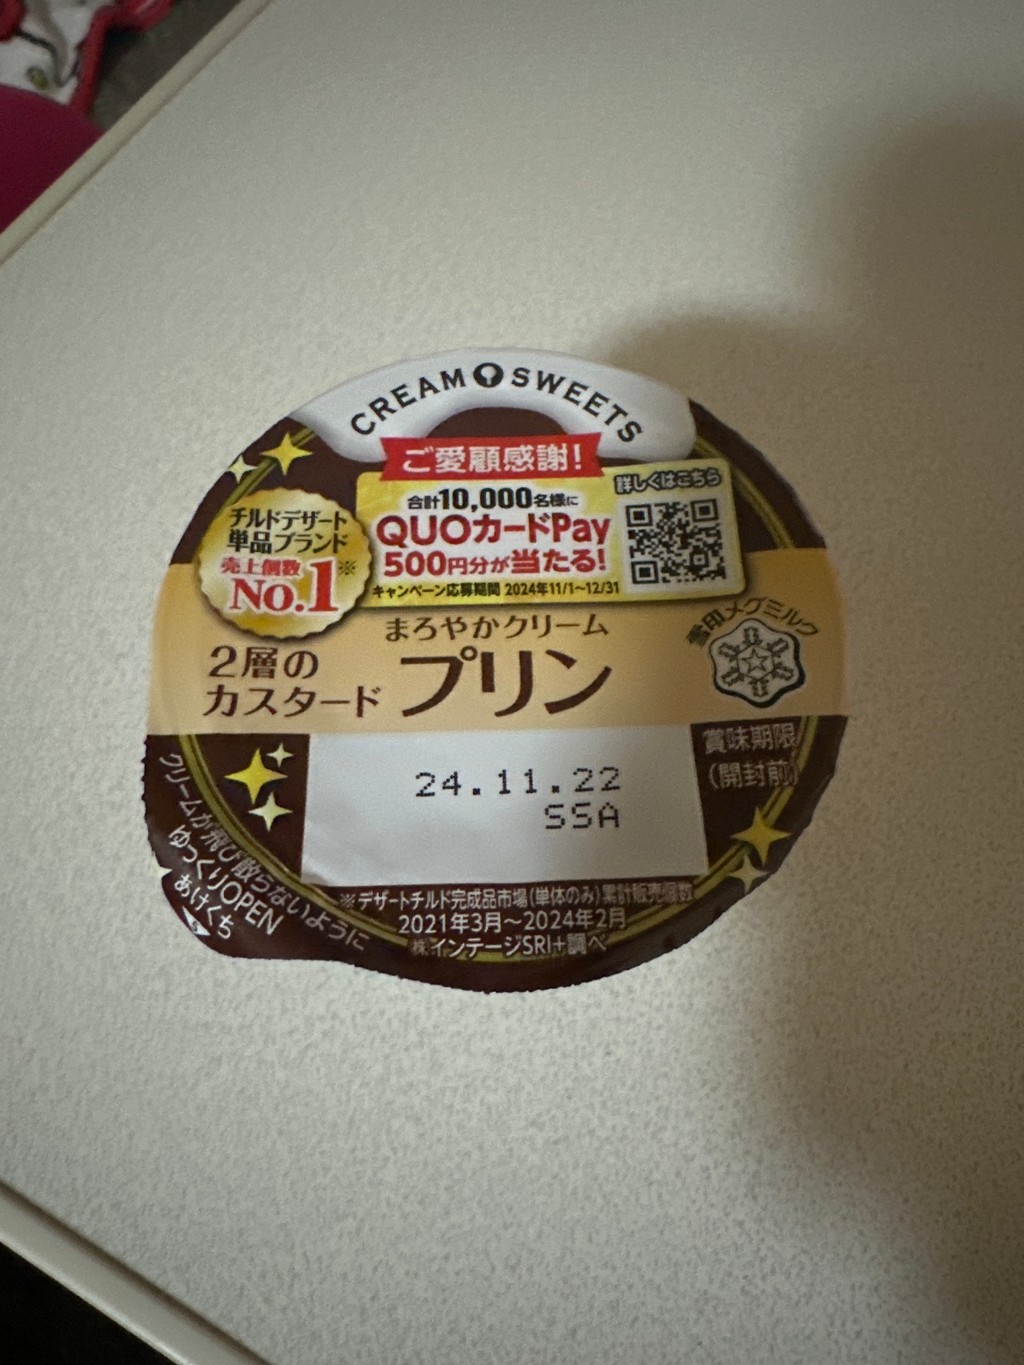 CREAM SWEETS
ご愛顧感謝!
合計10,000名様に
QUOカードPay
500円分が当たる!
キャンペーン応募期間 2024年11/1~12/31
詳しくはこちら
チルドデザート
単品ブランド
売上個数※
No.1
まろやかクリーム
プリン
2層の
カスタード
雪印メグミルク
賞味期限
(開封前)
24.11.22
SSA
クリームが飛び散らないように
ゆっくりOPEN
あけくち
※デザートチルド完成品市場(単体のみ)累計販売個数
2021年3月~2024年2月
㈱インテージSRI+調べ